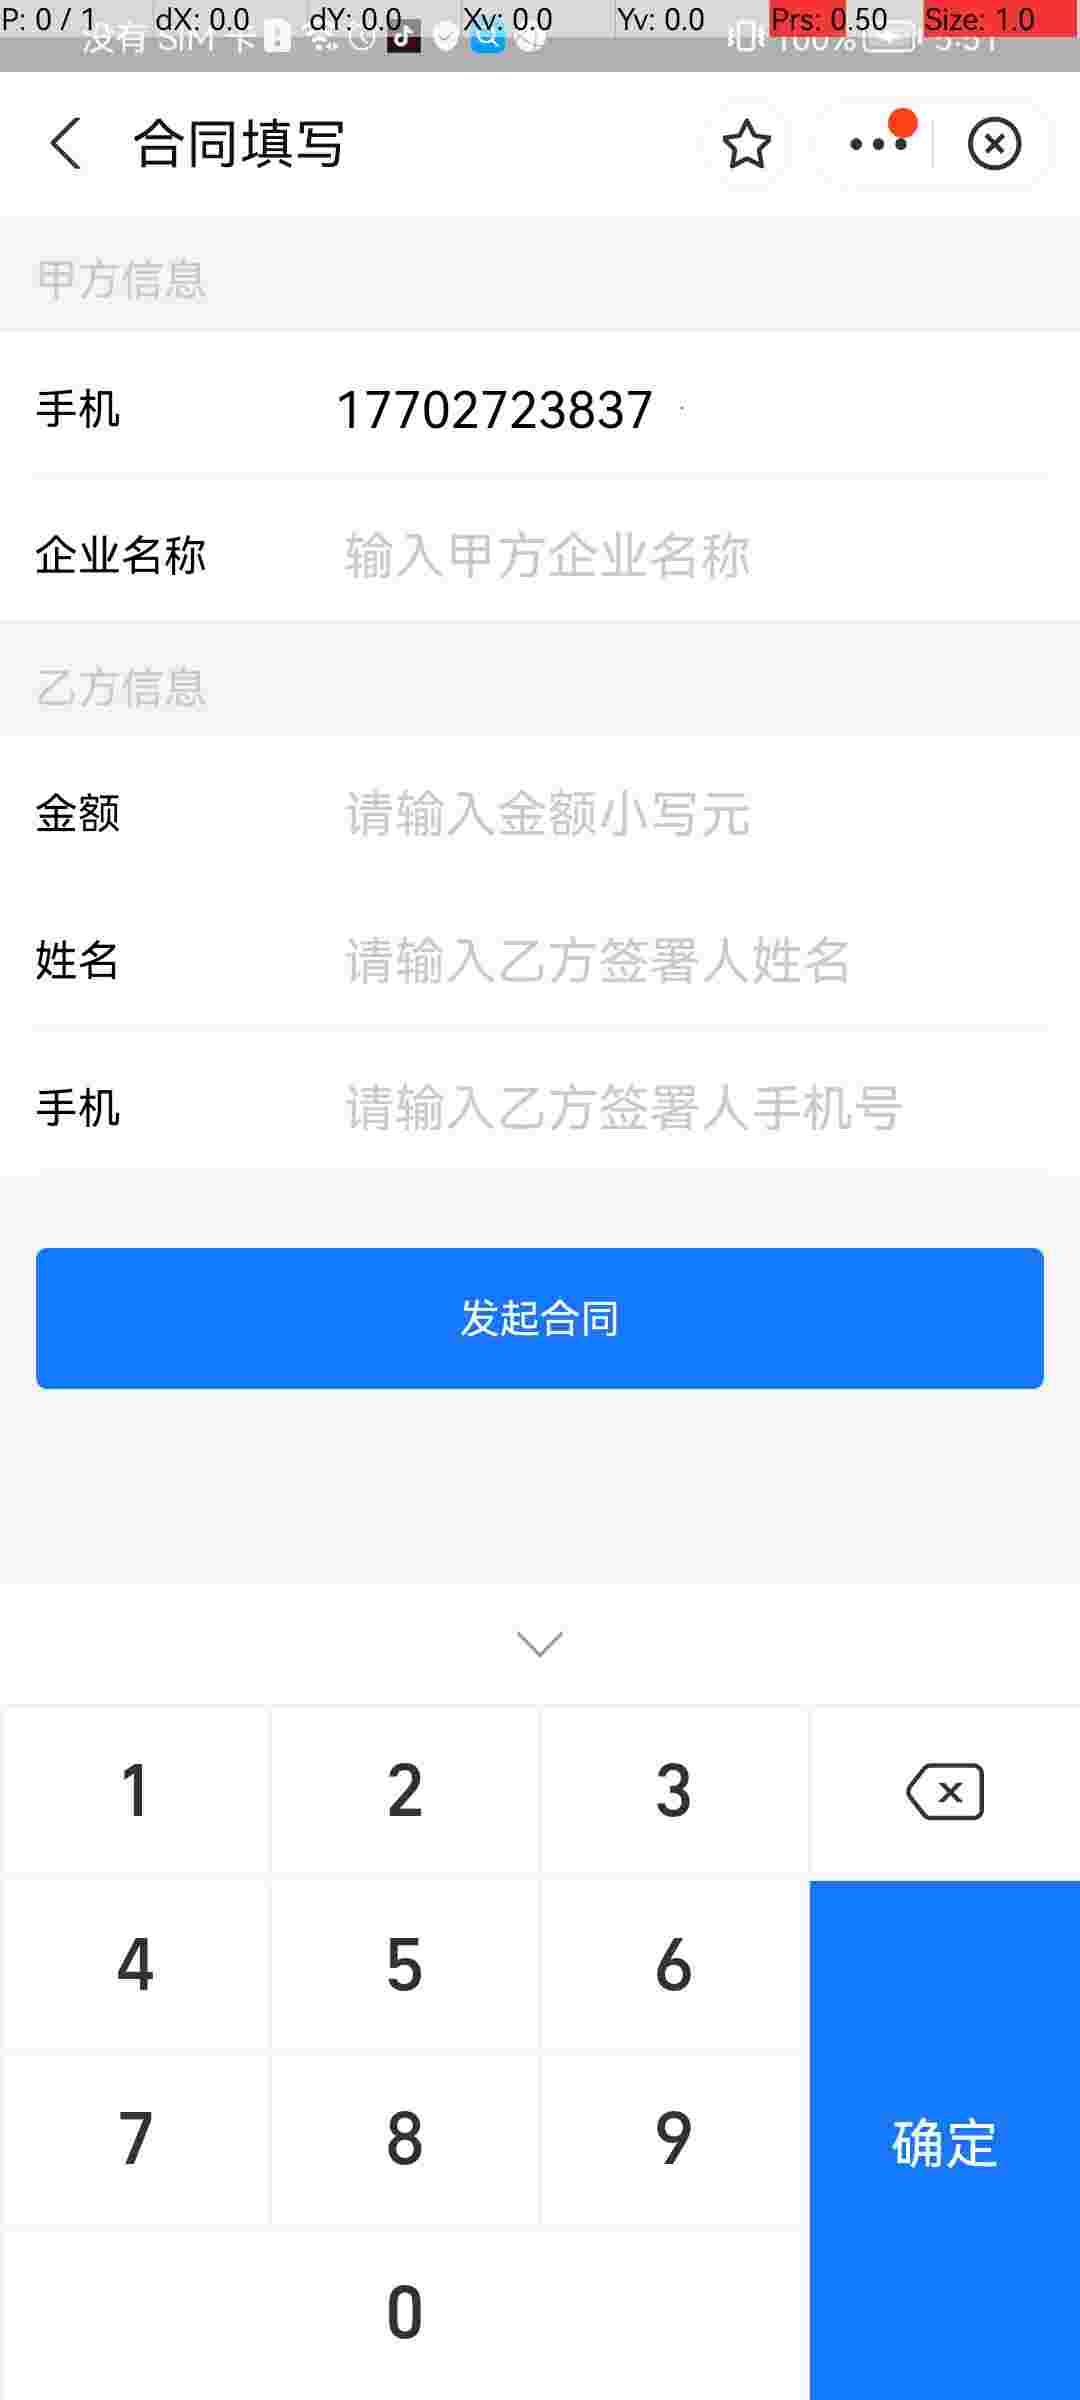 P: 0 / 1 dX: 0.0 dY: 0.0 Xv: 0.0 Yv: 0.0 Prs: 0.50 Size: 1.0
没有 SIM 卡 100% 5:31
合同填写
甲方信息
手机 17702723837
企业名称 输入甲方企业名称
乙方信息
金额 请输入金额小写元
姓名 请输入乙方签署人姓名
手机 请输入乙方签署人手机号
发起合同
1 2 3
4 5 6
7 8 9
确定
0